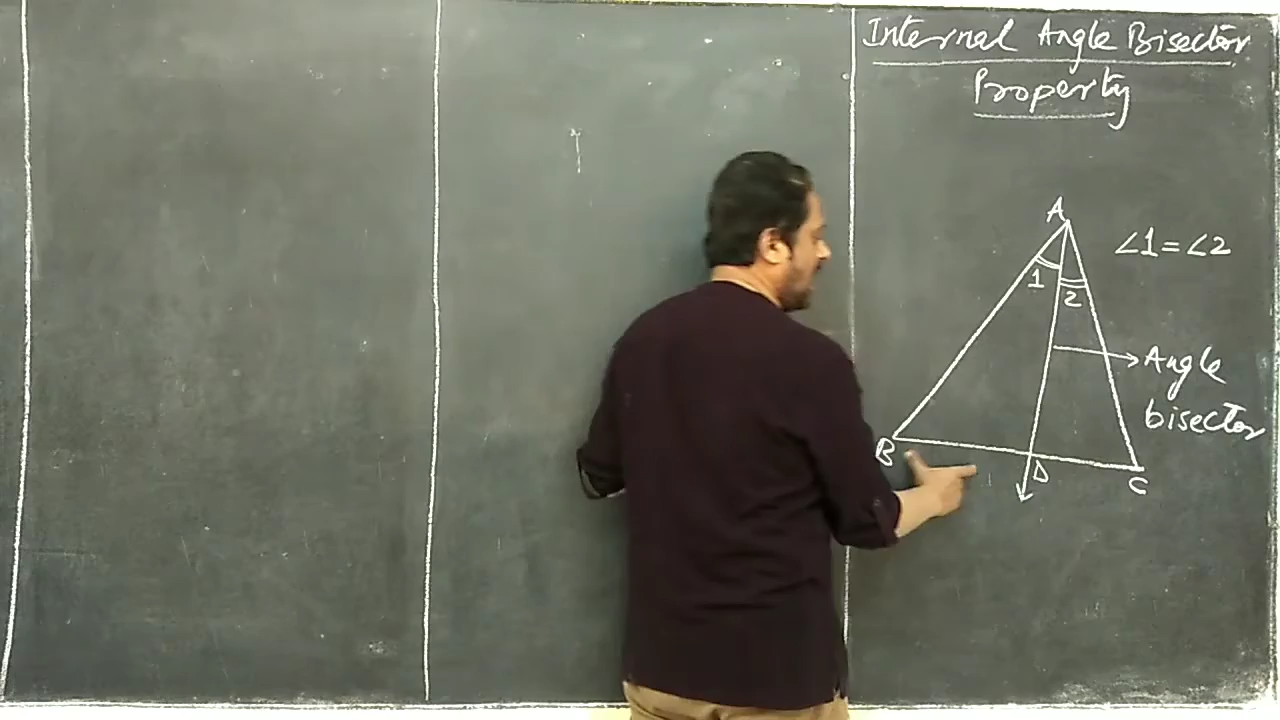 Internal Angle Bisector
Property
A
∠1=∠2
1
2
Angle
bisector
B
D
C